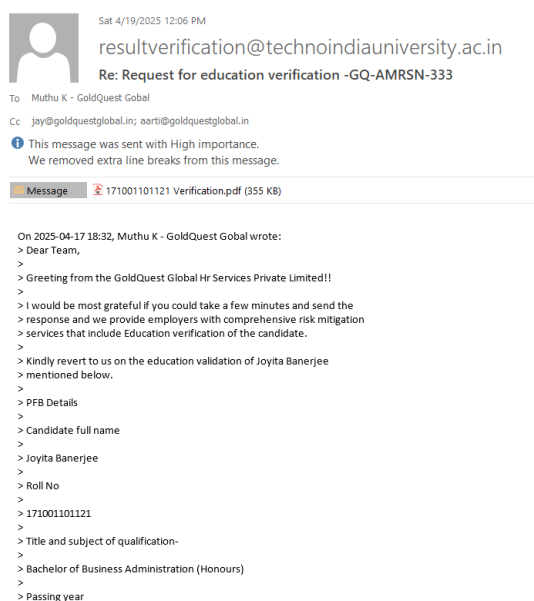 Sat 4/19/2025 12:06 PM
resultverification@technoindiauniversity.ac.in
Re: Request for education verification -GQ-AMRSN-333
To Muthu K - GoldQuest Gobal
Cc jay@goldquestglobal.in; aarti@goldquestglobal.in
This message was sent with High importance.
We removed extra line breaks from this message.
Message 171001101121 Verification.pdf (355 KB)
On 2025-04-17 18:32, Muthu K - GoldQuest Gobal wrote:
> Dear Team,
>
> Greeting from the GoldQuest Global Hr Services Private Limited!!
>
> I would be most grateful if you could take a few minutes and send the
> response and we provide employers with comprehensive risk mitigation
> services that include Education verification of the candidate.
>
> Kindly revert to us on the education validation of Joyita Banerjee
> mentioned below.
>
> PFB Details
>
> Candidate full name
>
> Joyita Banerjee
>
> Roll No
>
> 171001101121
>
> Title and subject of qualification-
>
> Bachelor of Business Administration (Honours)
>
> Passing year